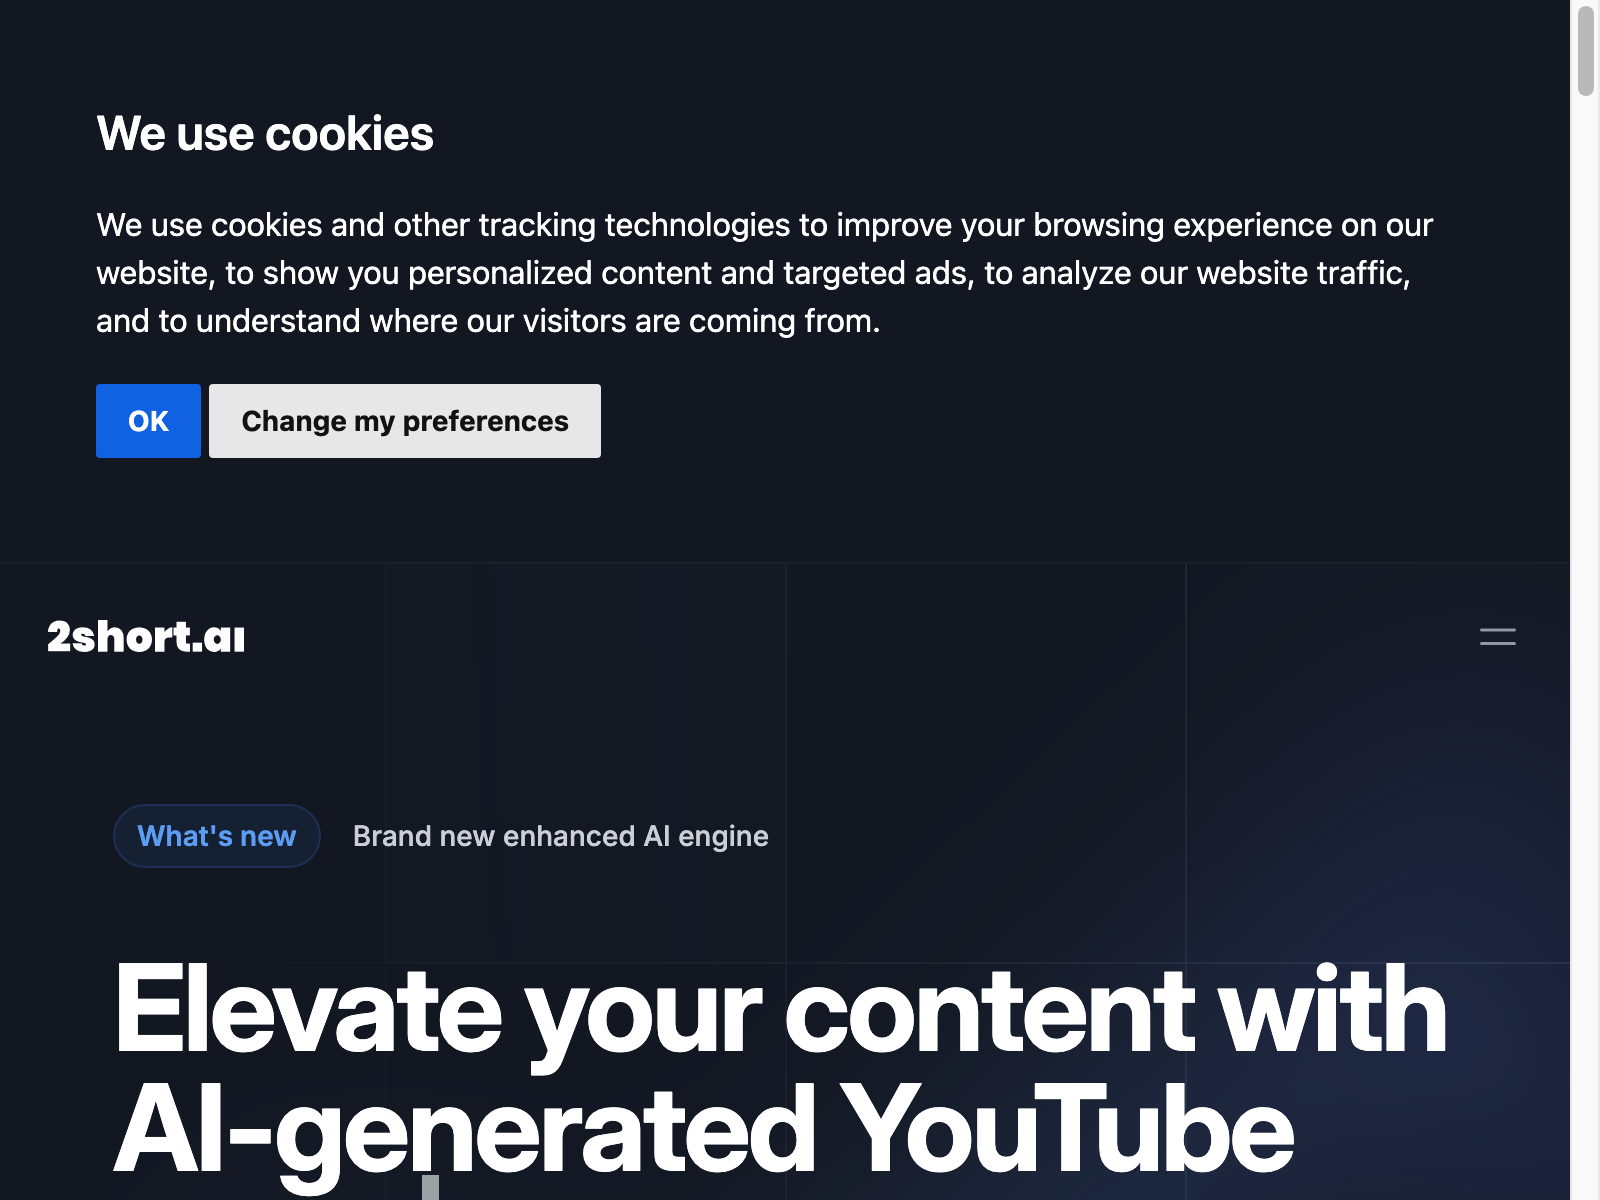 We use cookies
We use cookies and other tracking technologies to improve your browsing experience on our
website, to show you personalized content and targeted ads, to analyze our website traffic,
and to understand where our visitors are coming from.
OK
Change my preferences
2short.ai
What's new
Brand new enhanced AI engine
Elevate your content with
AI-generated YouTube